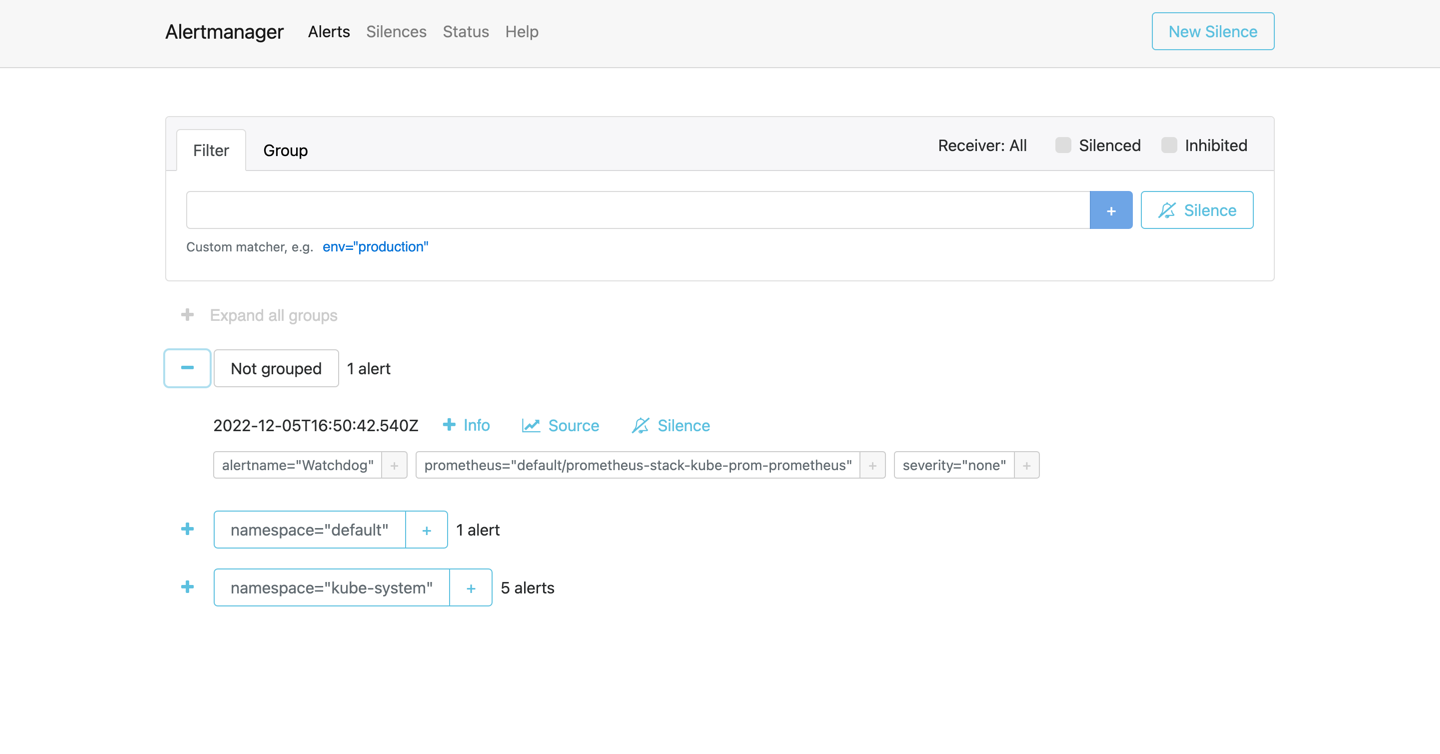 Alertmanager Alerts Silences Status Help New Silence
Filter Group Receiver: All Silenced Inhibited
+ Silence
Custom matcher, e.g. env="production"
+ Expand all groups
− Not grouped 1 alert
2022-12-05T16:50:42.540Z + Info Source Silence
alertname="Watchdog" + prometheus="default/prometheus-stack-kube-prom-prometheus" + severity="none" +
+ namespace="default" + 1 alert
+ namespace="kube-system" + 5 alerts